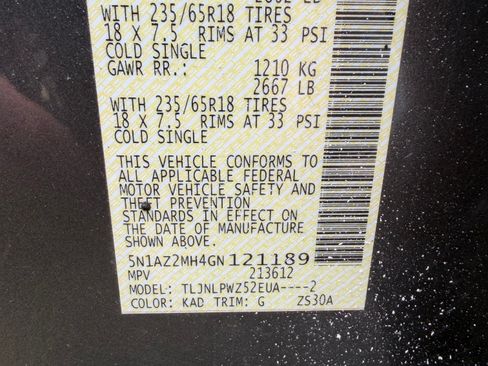 WITH 235/65R18 TIRES
18 X 7.5 RIMS AT 33 PSI
COLD SINGLE
GAWR RR.: 1210 KG
2667 LB
WITH 235/65R18 TIRES
18 X 7.5 RIMS AT 33 PSI
COLD SINGLE
THIS VEHICLE CONFORMS TO
ALL APPLICABLE FEDERAL
MOTOR VEHICLE SAFETY AND
THEFT PREVENTION
STANDARDS IN EFFECT ON
THE DATE OF MANUFACTURE
SHOWN ABOVE.
5N1AZ2MH4GN121189
MPV 213612
MODEL: TLJNLPWZ52EUA----2
COLOR: KAD TRIM: G ZS30A